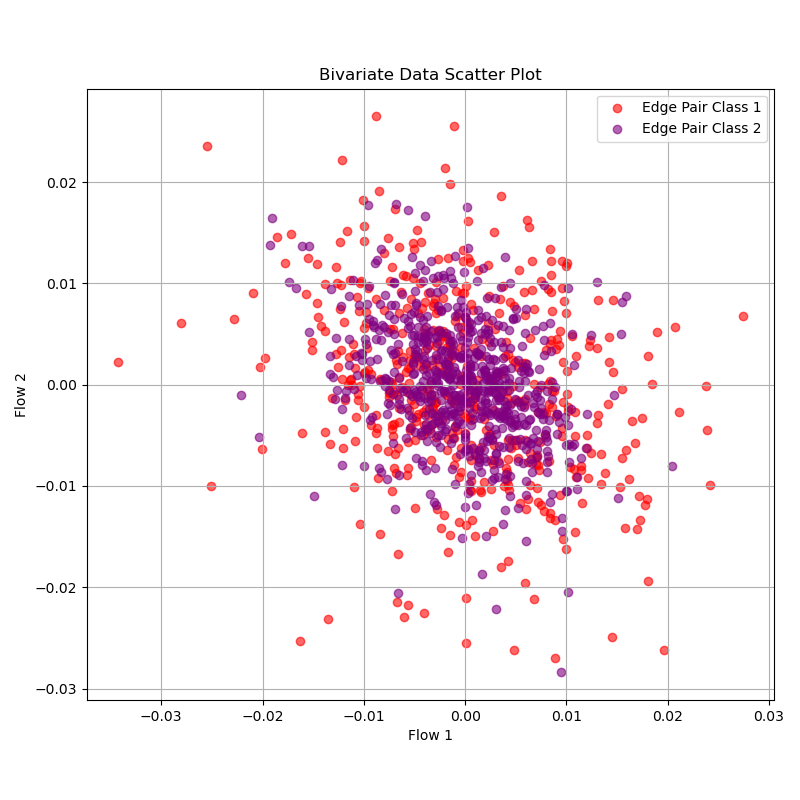 Bivariate Data Scatter Plot
Edge Pair Class 1
Edge Pair Class 2
0.02
0.01
0.00
−0.01
−0.02
−0.03
Flow 2
−0.03
−0.02
−0.01
0.00
0.01
0.02
0.03
Flow 1